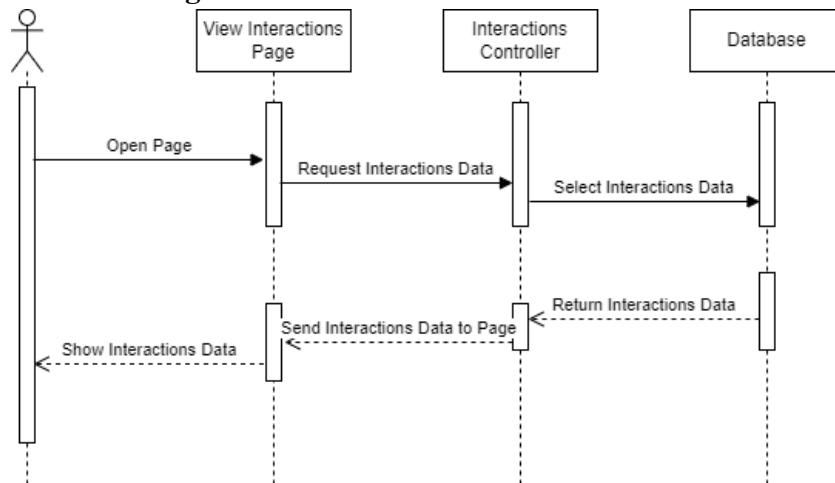 View Interactions
Page
Interactions
Controller
Database
Open Page
Request Interactions Data
Select Interactions Data
Return Interactions Data
Send Interactions Data to Page
Show Interactions Data